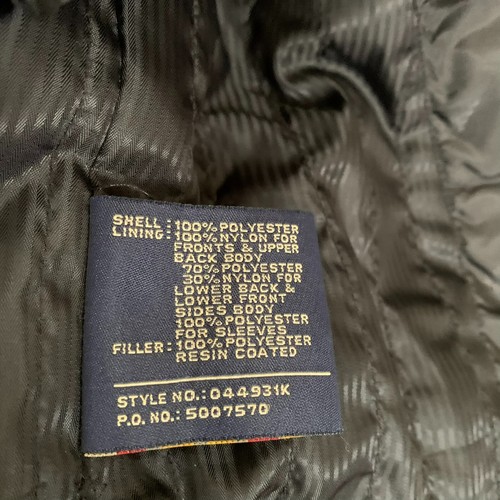 SHELL : 100% POLYESTER
LINING: 100% NYLON FOR
FRONTS & UPPER
BACK BODY
70% POLYESTER
30% NYLON FOR
LOWER BACK &
LOWER FRONT
SIDES BODY
100% POLYESTER
FOR SLEEVES
FILLER: 100% POLYESTER
RESIN COATED
STYLE NO.: 044931K
P.O. NO.: 5007570